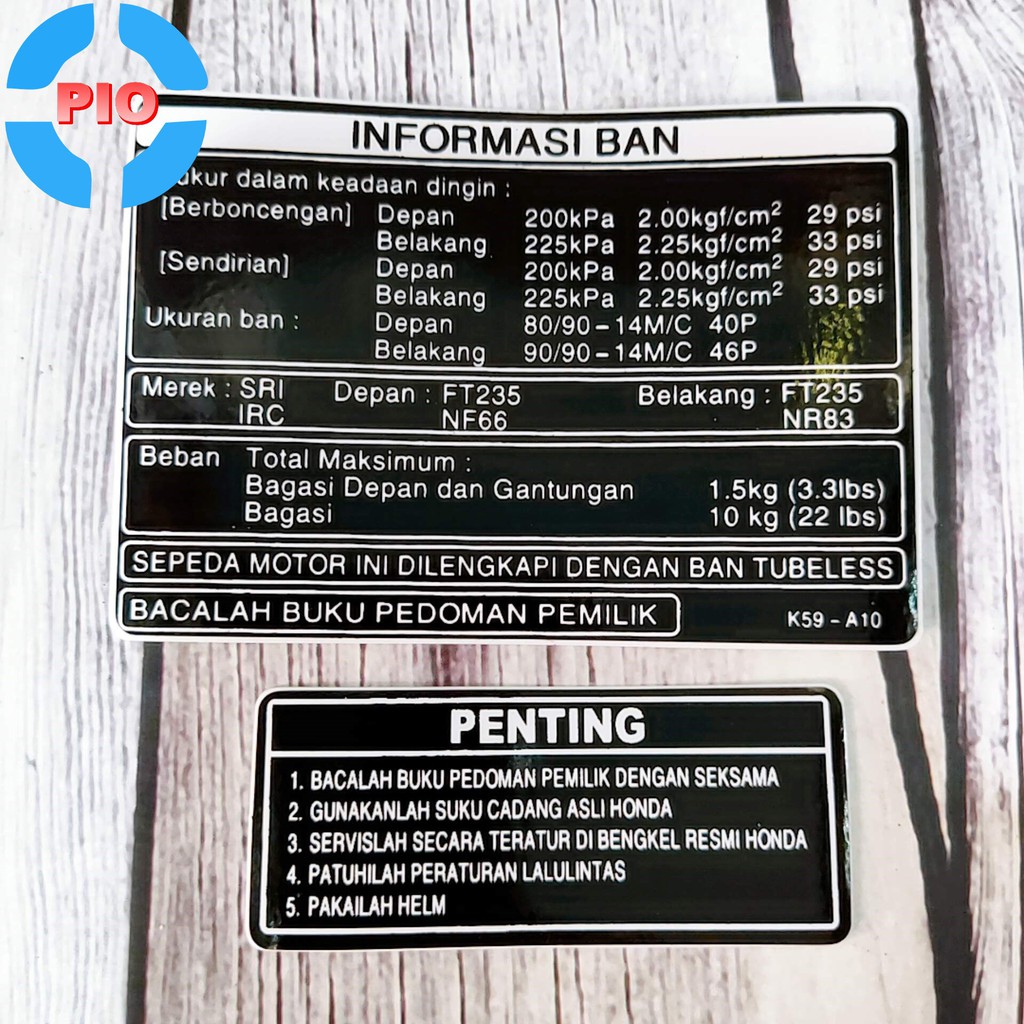 PIO
INFORMASI BAN
dalam keadaan dingin :
[Berboncengan] Depan 200kPa 2.00kgf/cm² 29 psi
Belakang 225kPa 2.25kgf/cm² 33 psi
[Sendirian] Depan 200kPa 2.00kgf/cm² 29 psi
Belakang 225kPa 2.25kgf/cm² 33 psi
Ukuran ban : Depan 80/90-14M/C 40P
Belakang 90/90-14M/C 46P
Merek : SRI Depan : FT235 Belakang : FT235
IRC NF66 NR83
Beban Total Maksimum :
Bagasi Depan dan Gantungan 1.5kg (3.3lbs)
Bagasi 10 kg (22 lbs)
SEPEDA MOTOR INI DILENGKAPI DENGAN BAN TUBELESS
BACALAH BUKU PEDOMAN PEMILIK K59 - A10
PENTING
1. BACALAH BUKU PEDOMAN PEMILIK DENGAN SEKSAMA
2. GUNAKANLAH SUKU CADANG ASLI HONDA
3. SERVISLAH SECARA TERATUR DI BENGKEL RESMI HONDA
4. PATUHILAH PERATURAN LALULINTAS
5. PAKAILAH HELM